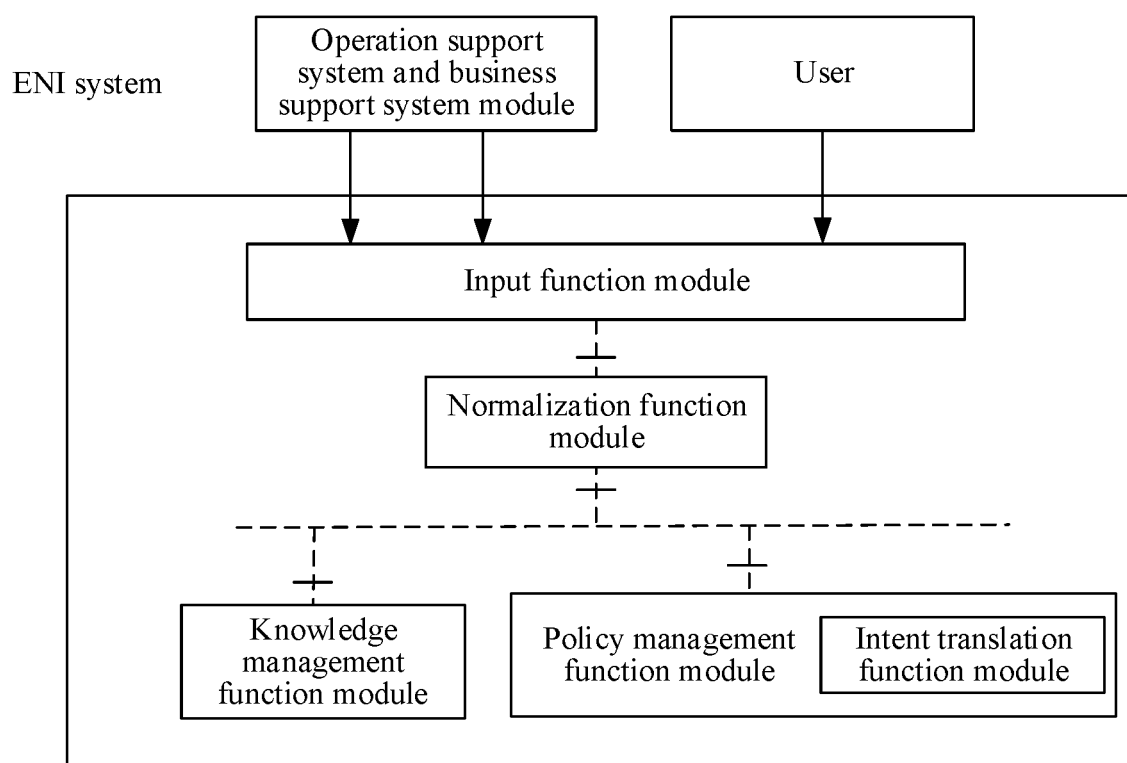 ENI system
Operation support
system and business
support system module
User
Input function module
Normalization function
module
Knowledge
management
function module
Policy management
function module
Intent translation
function module